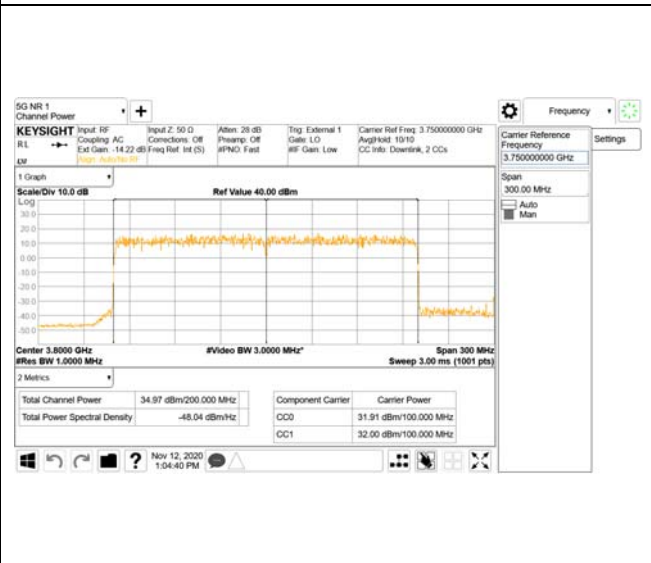 5G NR 1
Channel Power
Frequency
KEYSIGHT
Input: RF
Input Z: 50 Ω
Atten: 28 dB
Trig: External 1
Carrier Ref Freq: 3.750000000 GHz
RL
Coupling: AC
Corrections: Off
Preamp: Off
Gate: LO
Avg|Hold: 10/10
Ext Gain: -14.22 dB
Freq Ref: Int (S)
#PNO: Fast
#IF Gain: Low
CC Info: Downlink, 2 CCs
Align: Auto/No RF
Carrier Reference
Frequency
3.750000000 GHz
Settings
Span
300.00 MHz
Auto
Man
1 Graph
Scale/Div 10.0 dB
Ref Value 40.00 dBm
Log
30.0
20.0
10.0
0.00
-10.0
-20.0
-30.0
-40.0
-50.0
Center 3.8000 GHz
#Video BW 3.0000 MHz*
Span 300 MHz
#Res BW 1.0000 MHz
Sweep 3.00 ms (1001 pts)
2 Metrics
Total Channel Power
34.97 dBm/200.000 MHz
Total Power Spectral Density
-48.04 dBm/Hz
Component Carrier
Carrier Power
CC0
31.91 dBm/100.000 MHz
CC1
32.00 dBm/100.000 MHz
?
Nov 12, 2020
1:04:40 PM